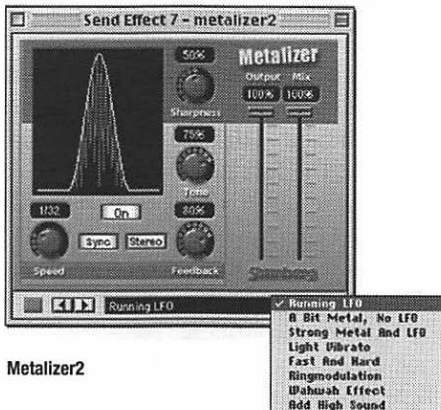 Send Effect 7 - metalizer2
Metalizer
50%
Sharpness
Output Mix
100% 100%
75%
Tone
1/32
On
80%
Sync Stereo
Speed
Feedback
Steinberg
Running LFO
✓ Running LFO
A Bit Metal, No LFO
Strong Metal And LFO
Light Vibrato
Fast And Hard
Ringmodulation
Wahwah Effect
Add High Sound
Metalizer2